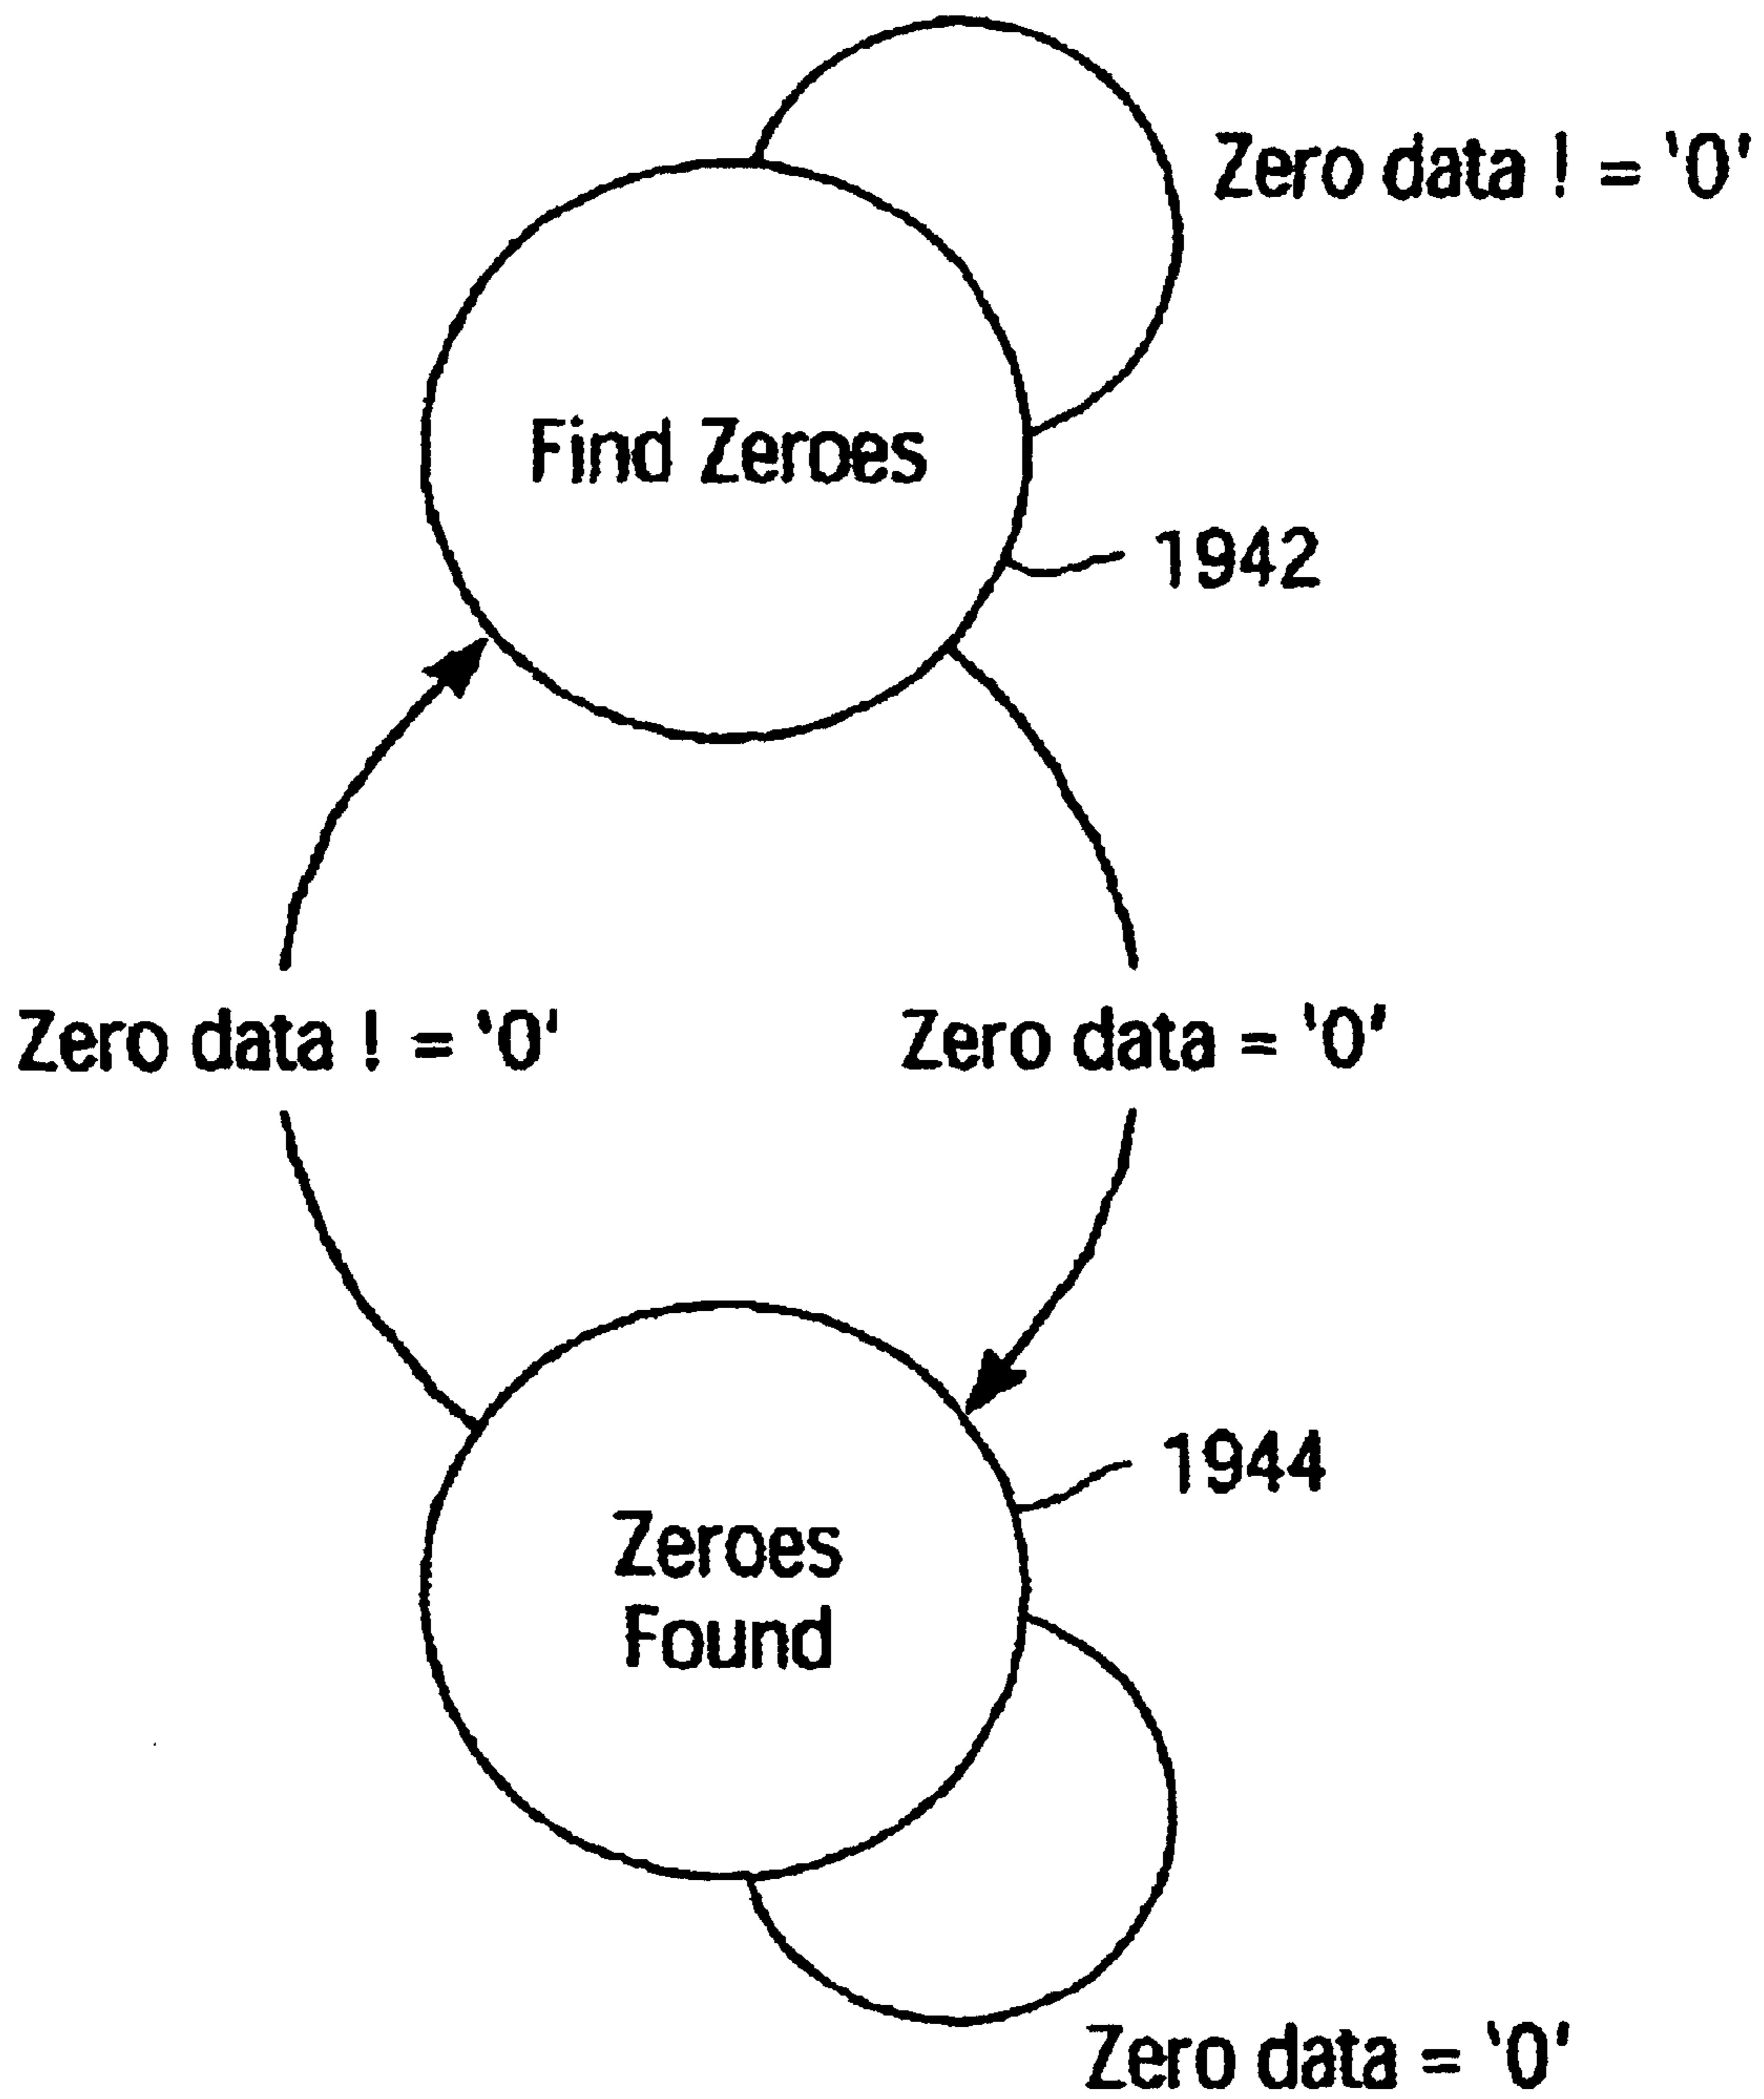 Zero data ! = '0'
Find Zeroes
1942
Zero data ! = '0'
Zero data = '0'
1944
Zeroes
Found
Zero data = '0'